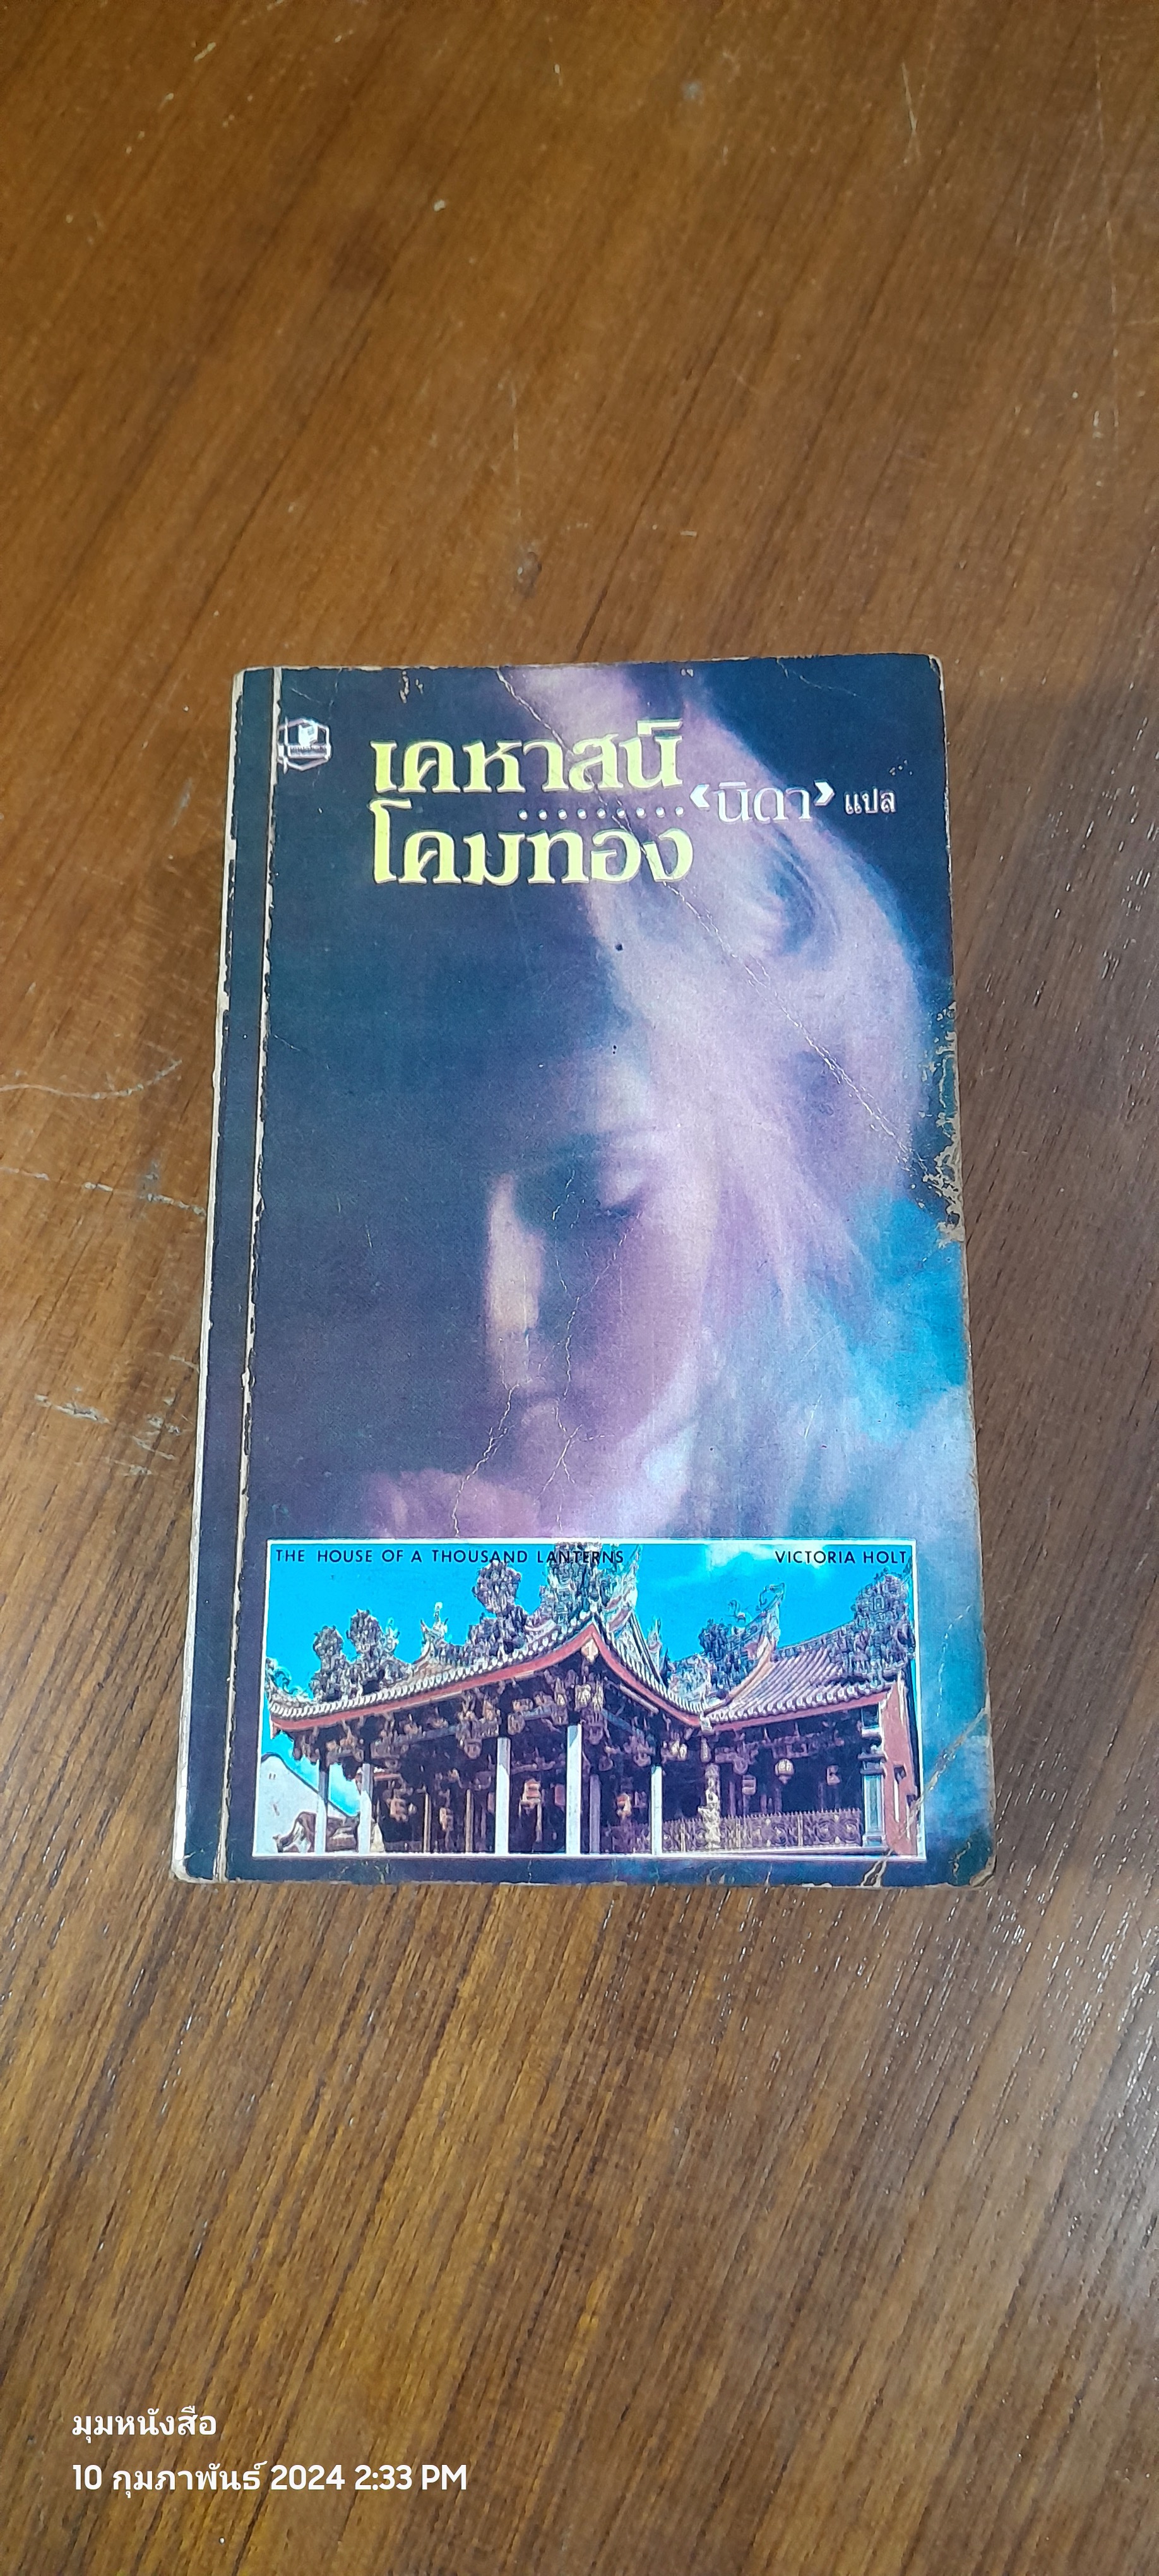 เคหาสน์
โคมทอง
‹นิดา› แปล
THE HOUSE OF A THOUSAND LANTERNS
VICTORIA HOLT
มุมหนังสือ
10 กุมภาพันธ์ 2024 2:33 PM